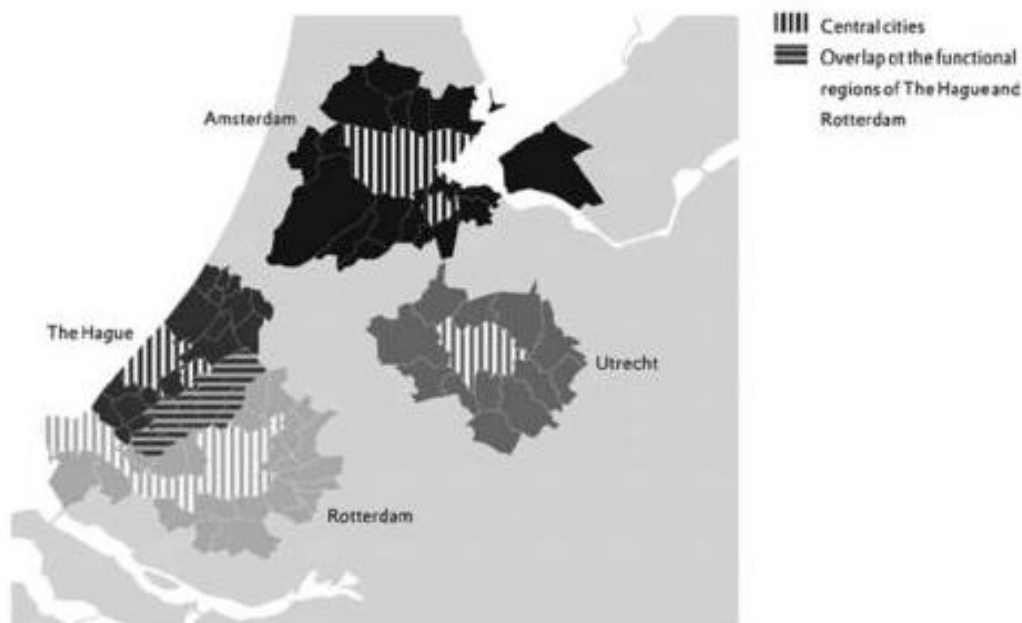 Central cities
Overlap ot the functional
regions of The Hague and
Rotterdam
Amsterdam
The Hague
Utrecht
Rotterdam